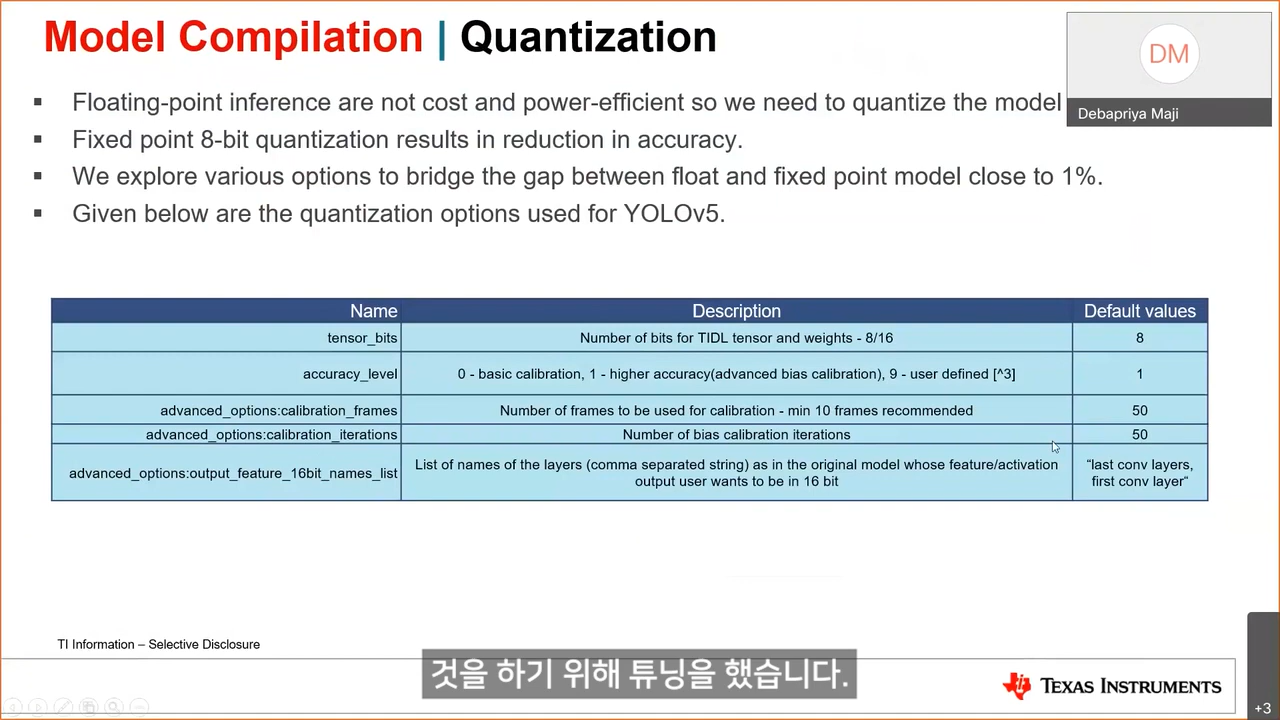 Model Compilation | Quantization
DM
Debapriya Maji
▪ Floating-point inference are not cost and power-efficient so we need to quantize the model
▪ Fixed point 8-bit quantization results in reduction in accuracy.
▪ We explore various options to bridge the gap between float and fixed point model close to 1%.
▪ Given below are the quantization options used for YOLOv5.
Name Description Default values
tensor_bits Number of bits for TIDL tensor and weights - 8/16 8
accuracy_level 0 - basic calibration, 1 - higher accuracy(advanced bias calibration), 9 - user defined [^3] 1
advanced_options:calibration_frames Number of frames to be used for calibration - min 10 frames recommended 50
advanced_options:calibration_iterations Number of bias calibration iterations 50
advanced_options:output_feature_16bit_names_list List of names of the layers (comma separated string) as in the original model whose feature/activation
output user wants to be in 16 bit
“last conv layers,
first conv layer“
TI Information – Selective Disclosure
것을 하기 위해 튜닝을 했습니다.
TEXAS INSTRUMENTS
+3